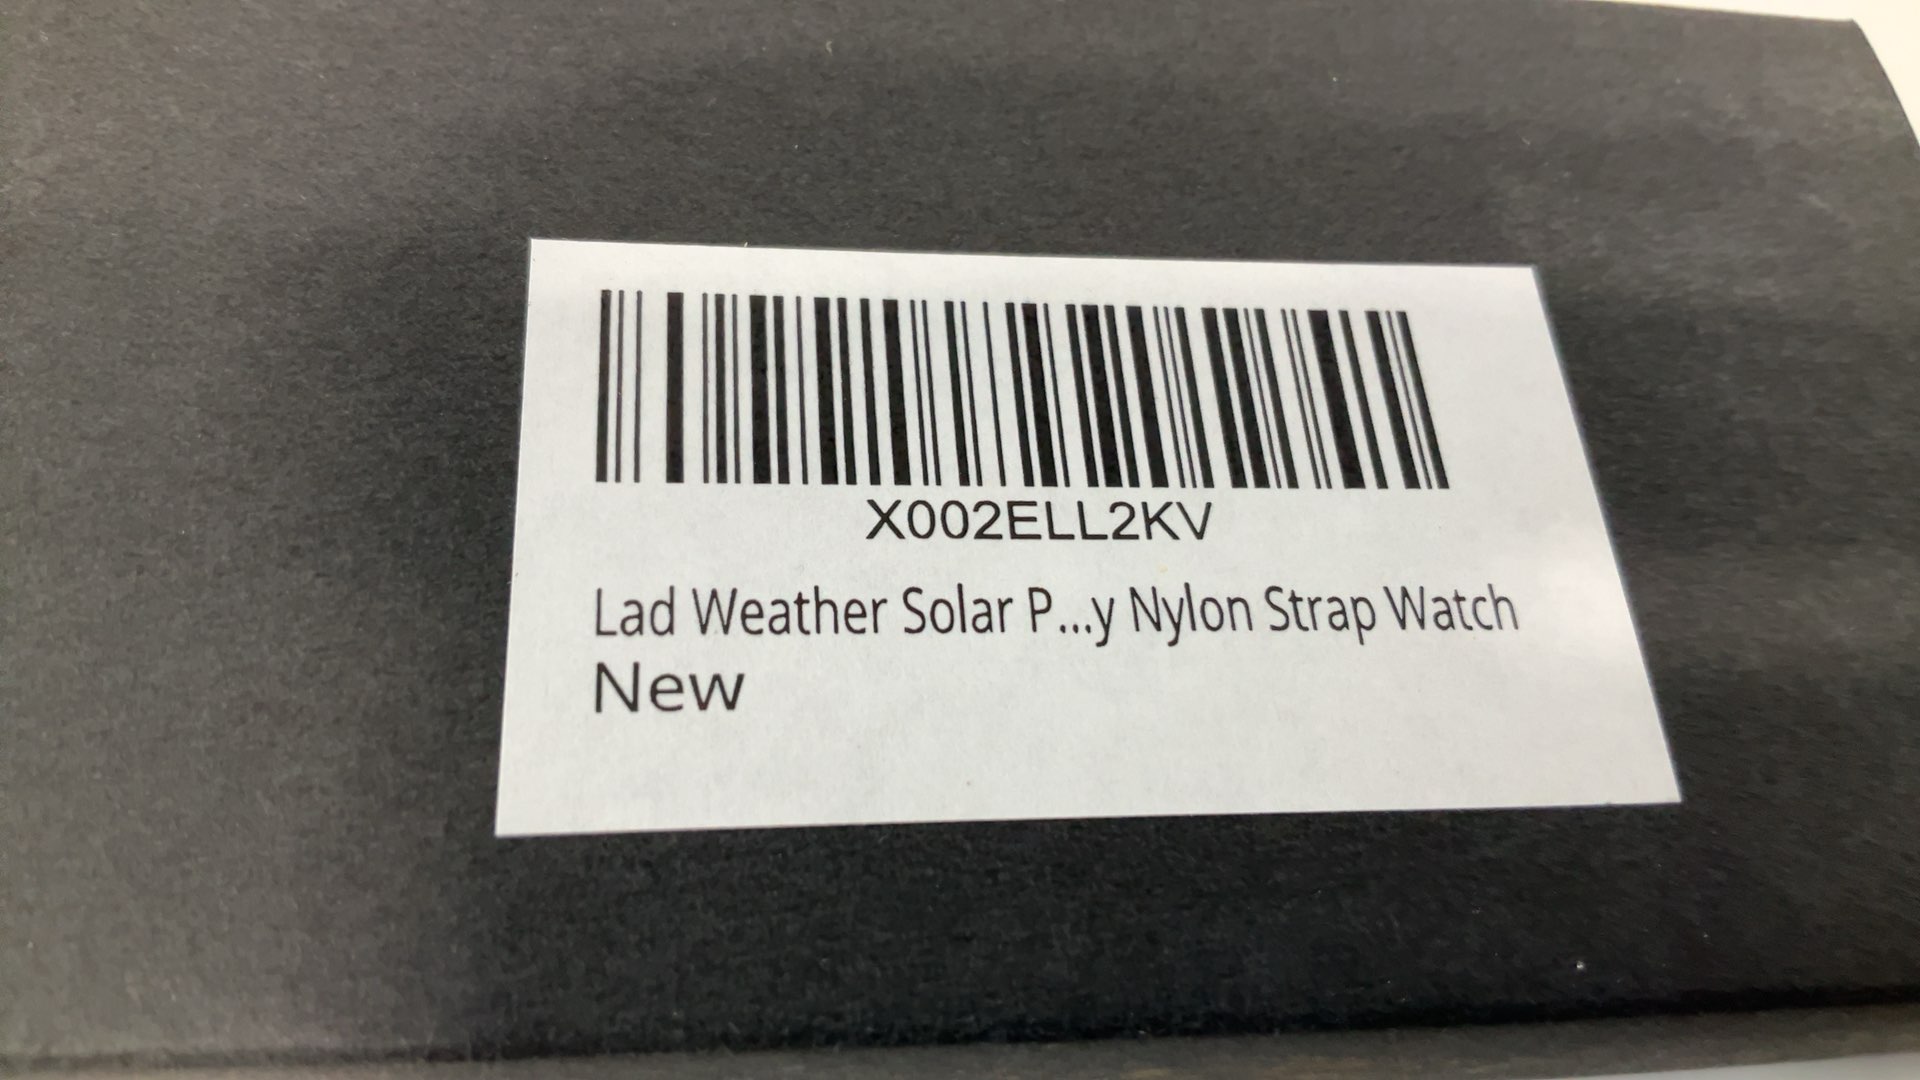 X002ELL2KV
Lad Weather Solar P...y Nylon Strap Watch
New